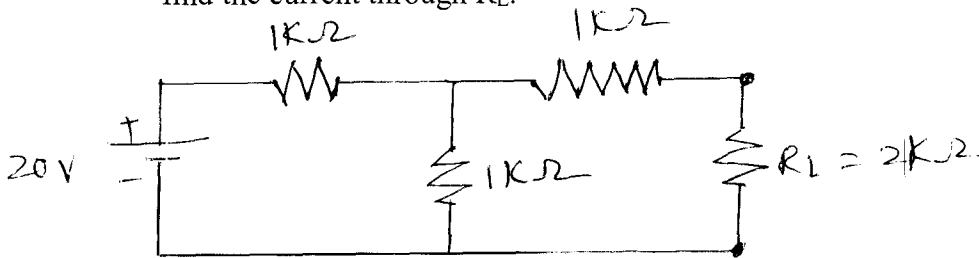 find the current through RL.
1KΩ
1KΩ
+
20V
-
1KΩ
RL = 2KΩ